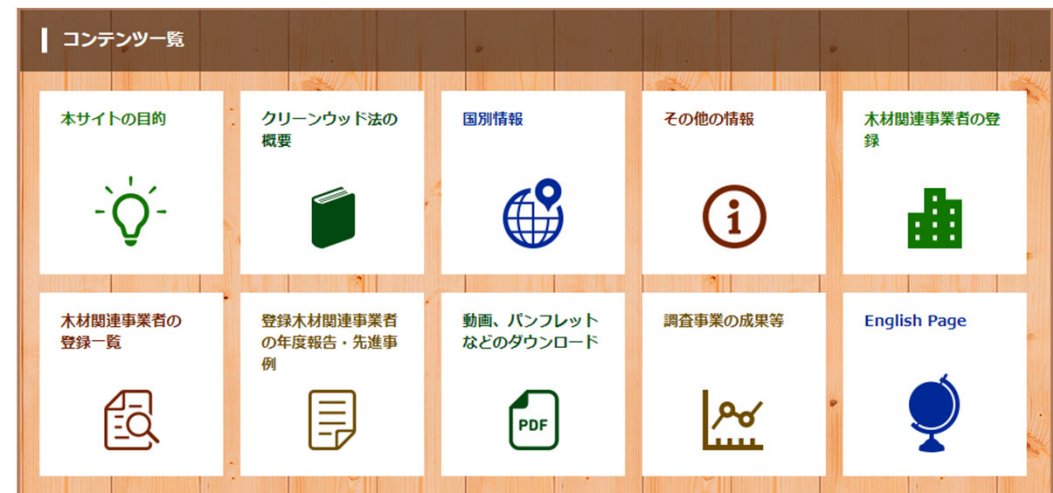 コンテンツ一覧
本サイトの目的
クリーンウッド法の
概要
国別情報
その他の情報
木材関連事業者の登
録
木材関連事業者の
登録一覧
登録木材関連事業者
の年度報告・先進事
例
動画、パンフレット
などのダウンロード
PDF
調査事業の成果等
English Page